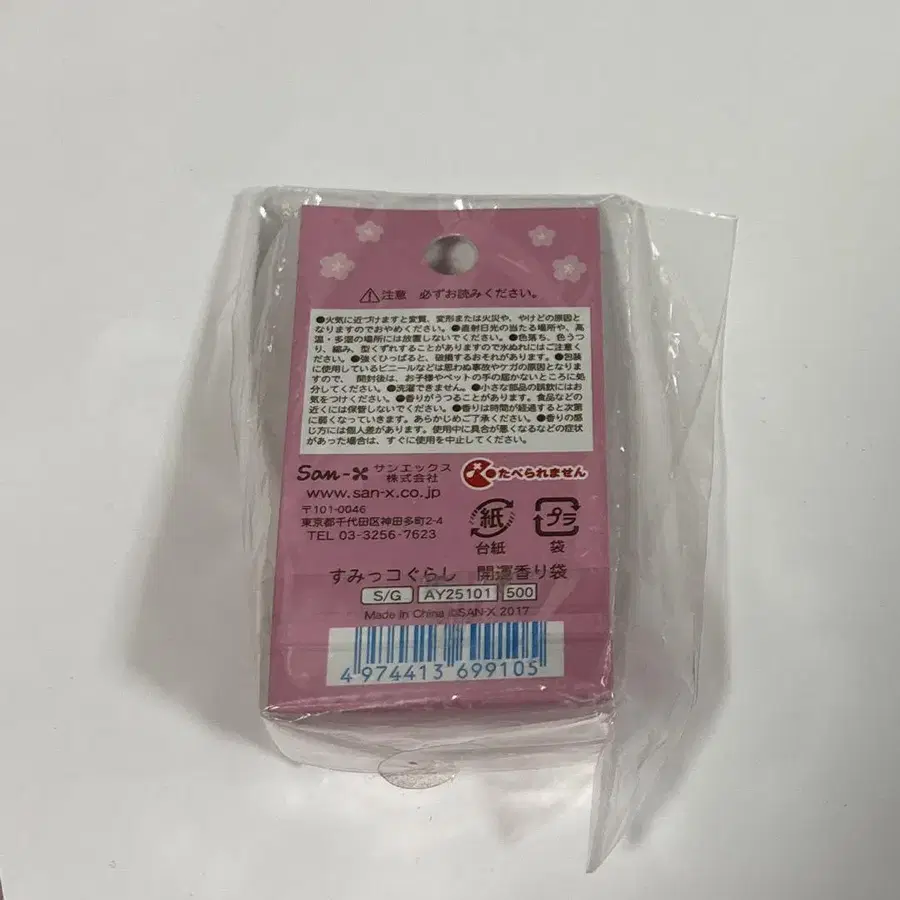 ⚠注意 必ずお読みください。
●火気に近づけますと変質、変形または火災や、やけどの原因と
なりますのでおやめください。●直射日光の当たる場所や、高
温・多湿の場所には放置しないでください。●色落ち、色うつ
り、縮み、型くずれすることがありますので水ぬれにはご注意く
ださい。●強くひっぱると、破損するおそれがあります。●包装
に使用しているビニールなどは思わぬ事故やケガの原因となりま
すので、 開封後は、お子様やペットの手の届かないところに処
分してください。●洗濯できません。●小さな部品の誤飲にはお
気をつけください。●香りがうつることがあります。食品などの
近くには保管しないでください。●香りは時間が経過すると次第
に弱くなっていきます。あらかじめご了承ください。●香りの感
じ方には個人差があります。使用中に具合が悪くなるなどの症状
があった場合は、すぐに使用を中止してください。
San-X サンエックス株式会社 たべられません
www.san-x.co.jp
〒101-0046
東京都千代田区神田多町2-4
TEL 03-3256-7623
紙 プラ
台紙 袋
すみっコぐらし 開運香り袋
S/G AY25101 500
Made in China ©SAN-X 2017
4 974413 699105